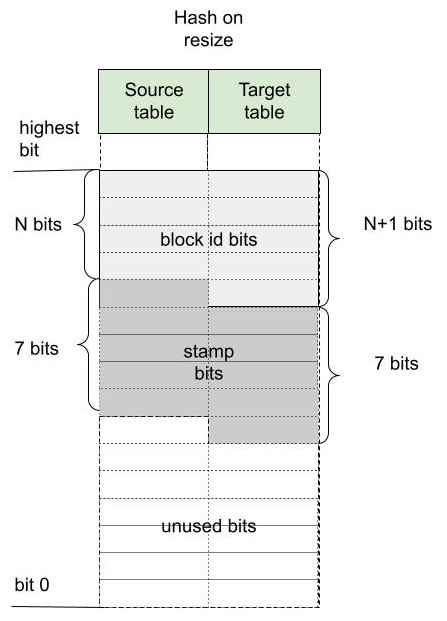 Hash on
resize
Source
table
Target
table
highest
bit
N bits
block id bits
N+1 bits
7 bits
stamp
bits
7 bits
unused bits
bit 0